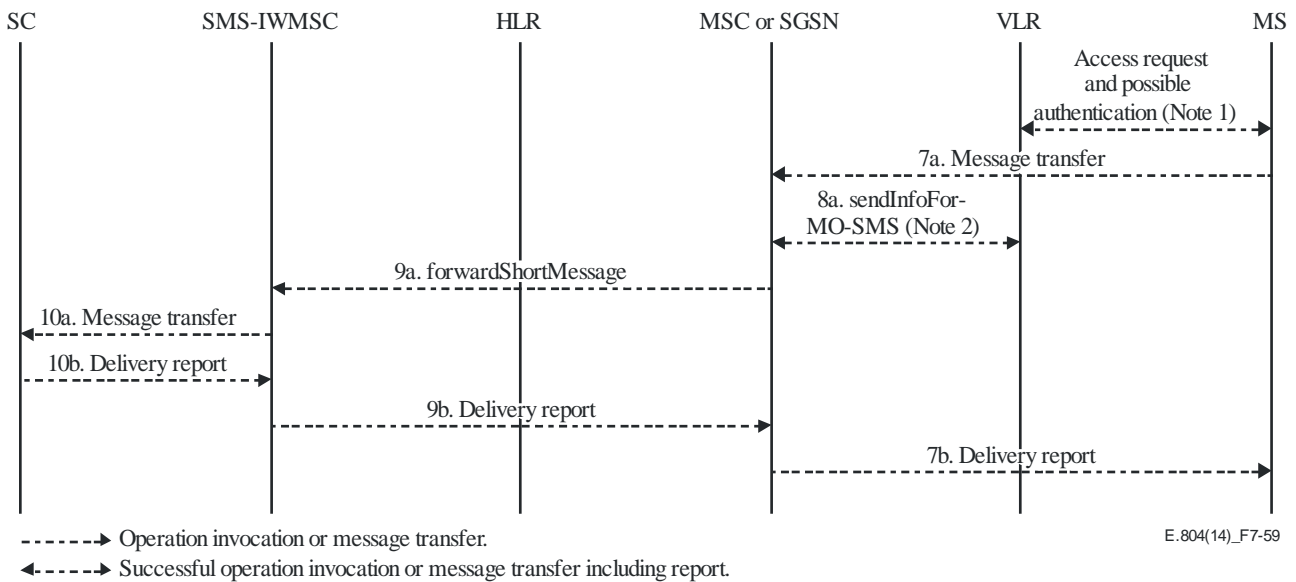 SC SMS-IWMSC HLR MSC or SGSN VLR MS
Access request
and possible
authentication (Note 1)
7a. Message transfer
8a. sendInfoFor-
MO-SMS (Note 2)
9a. forwardShortMessage
10a. Message transfer
10b. Delivery report
9b. Delivery report
7b. Delivery report
Operation invocation or message transfer.
E.804(14)_F7-59
Successful operation invocation or message transfer including report.